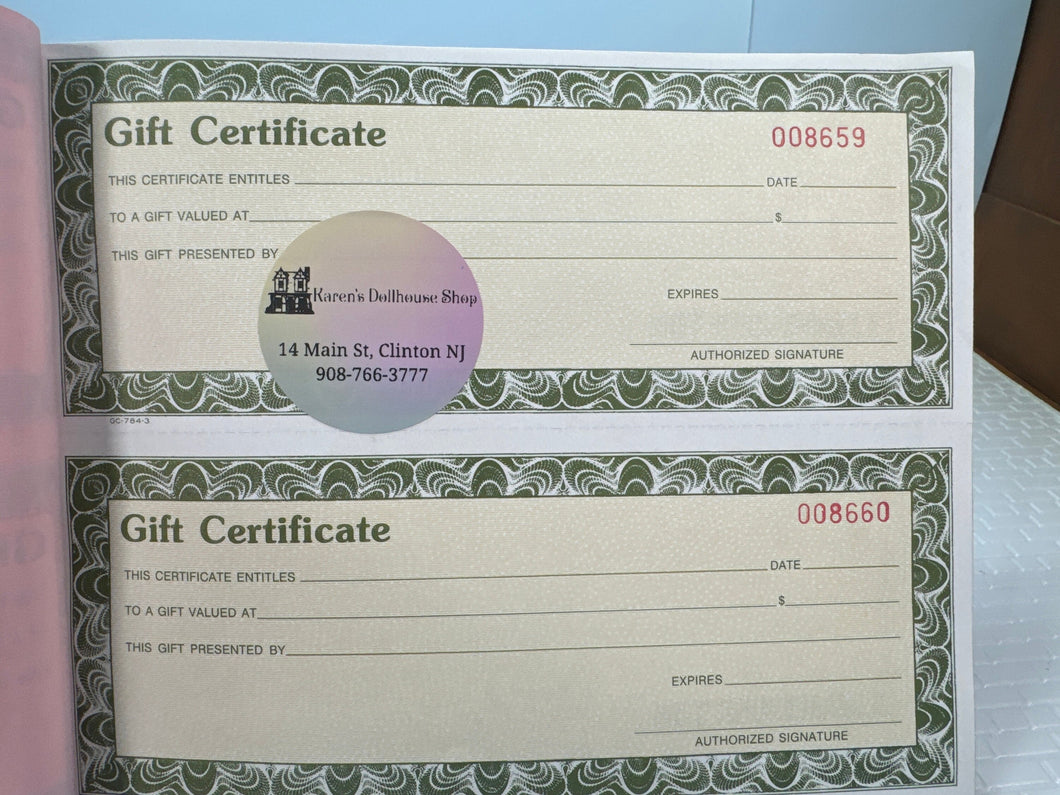 Gift Certificate
008659
THIS CERTIFICATE ENTITLES
DATE
TO A GIFT VALUED AT
$
THIS GIFT PRESENTED BY
Karen's Dollhouse Shop
14 Main St, Clinton NJ
908-766-3777
EXPIRES
AUTHORIZED SIGNATURE
GC-784-3
Gift Certificate
008660
THIS CERTIFICATE ENTITLES
DATE
TO A GIFT VALUED AT
$
THIS GIFT PRESENTED BY
EXPIRES
AUTHORIZED SIGNATURE